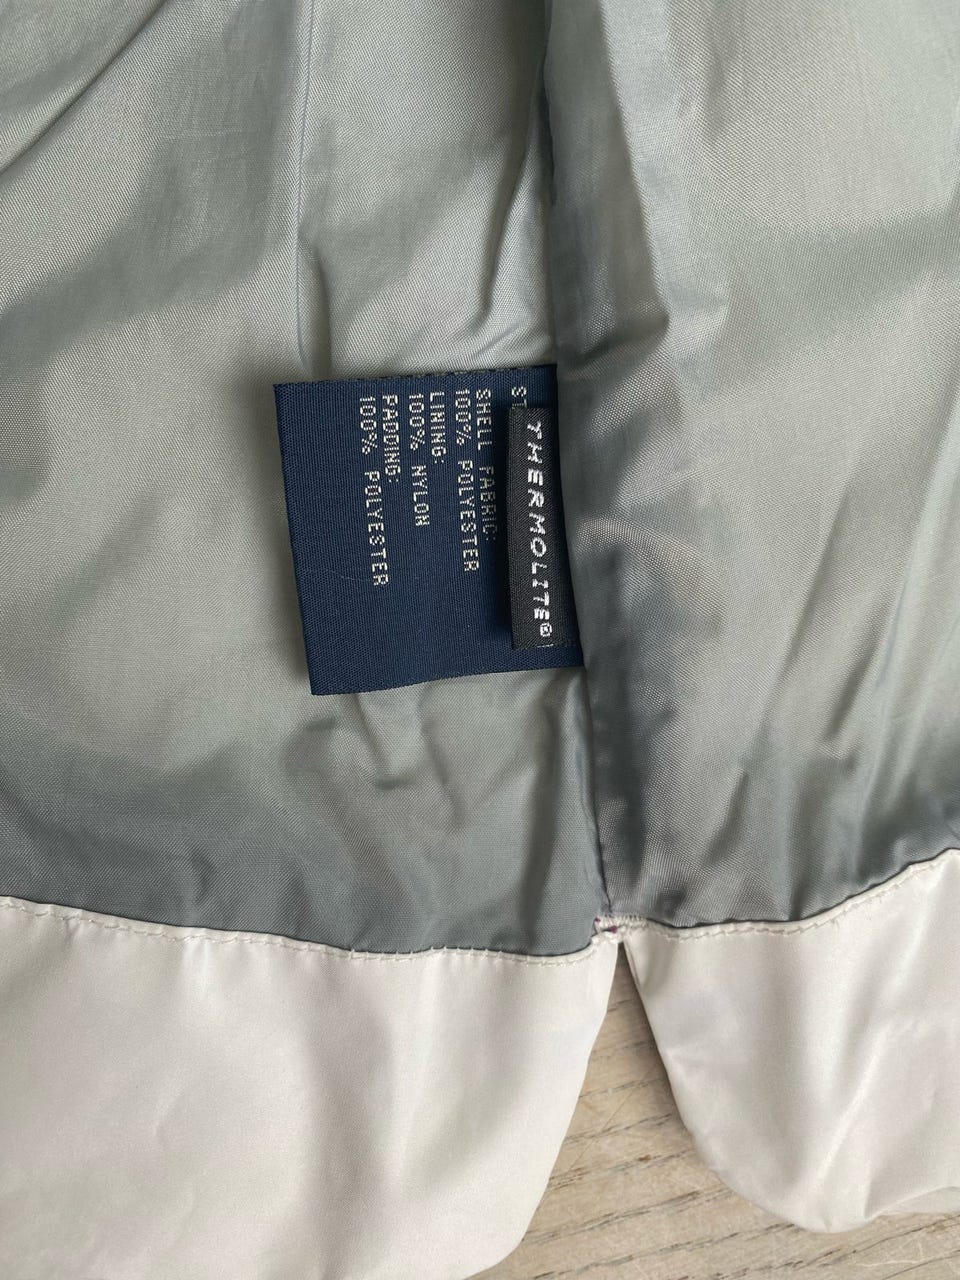 THERMOLITE®
SHELL FABRIC:
100% POLYESTER
LINING:
100% NYLON
PADDING:
100% POLYESTER